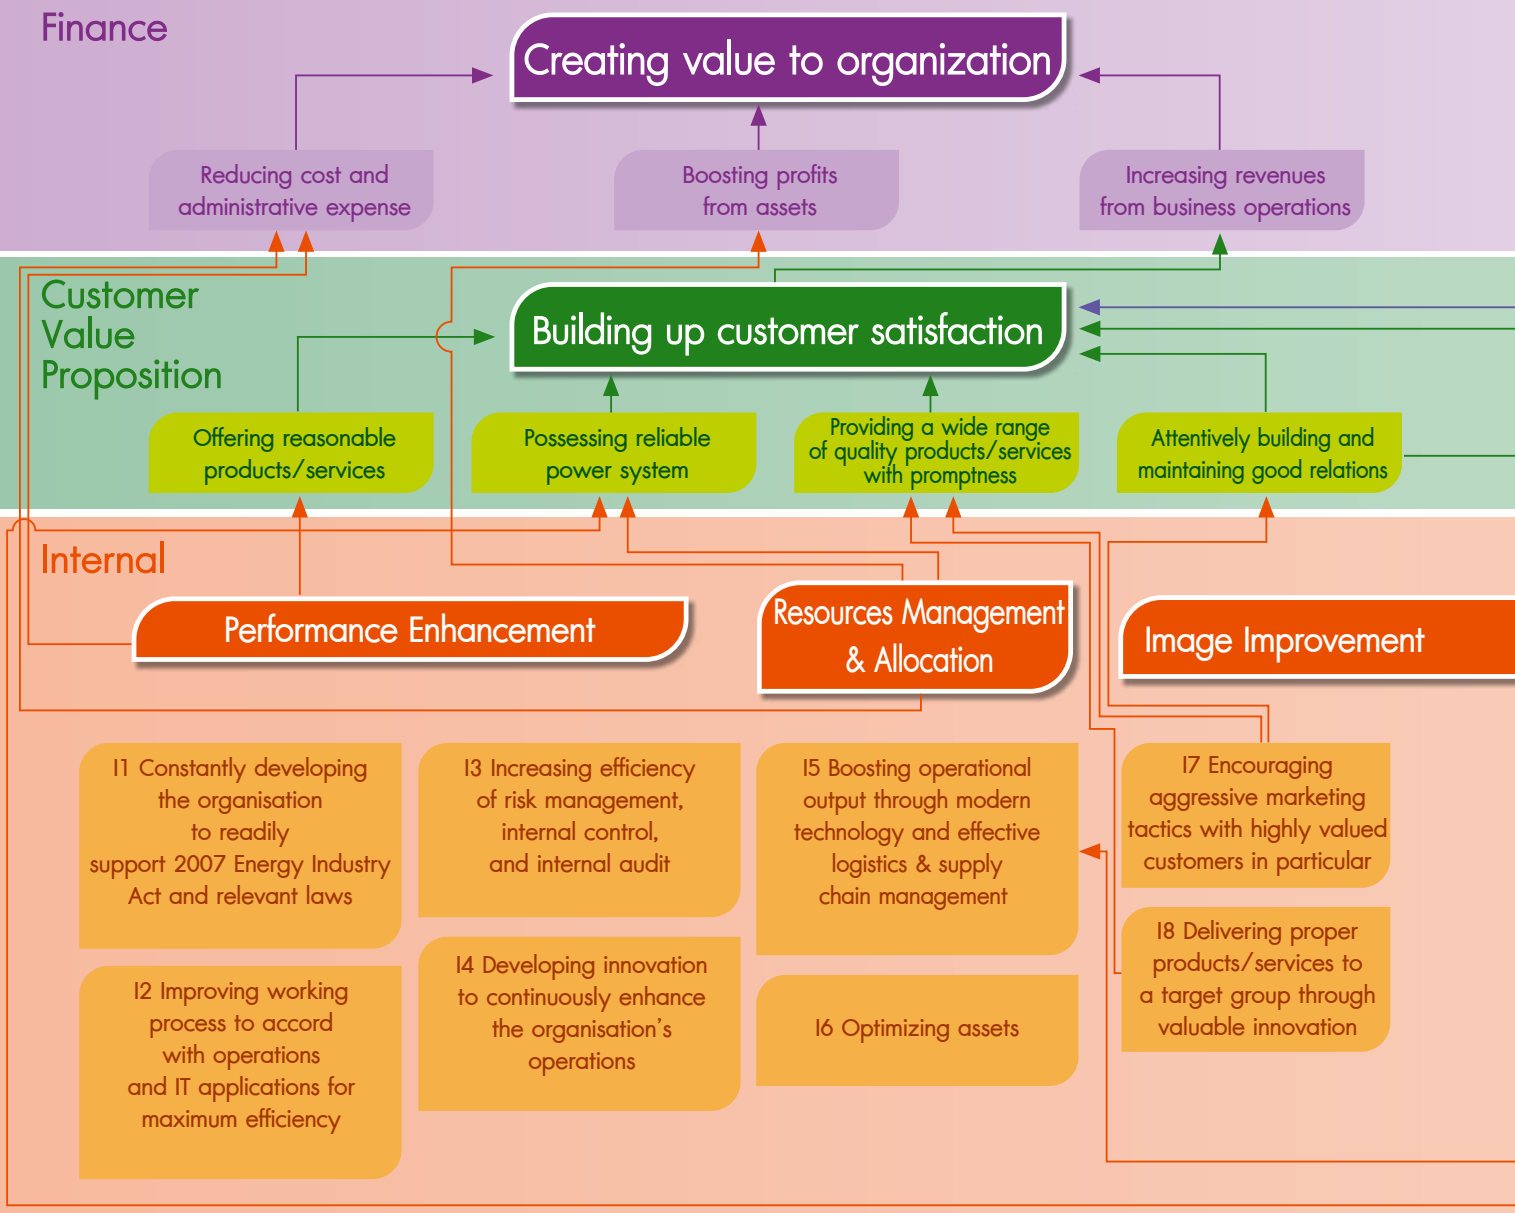 Finance
Creating value to organization
Reducing cost and
administrative expense
Boosting profits
from assets
Increasing revenues
from business operations
Customer
Value
Proposition
Building up customer satisfaction
Offering reasonable
products/services
Possessing reliable
power system
Providing a wide range
of quality products/services
with promptness
Attentively building and
maintaining good relations
Internal
Performance Enhancement
Resources Management
& Allocation
Image Improvement
I1 Constantly developing
the organisation
to readily
support 2007 Energy Industry
Act and relevant laws
I2 Improving working
process to accord
with operations
and IT applications for
maximum efficiency
I3 Increasing efficiency
of risk management,
internal control,
and internal audit
I4 Developing innovation
to continuously enhance
the organisation's
operations
I5 Boosting operational
output through modern
technology and effective
logistics & supply
chain management
I6 Optimizing assets
I7 Encouraging
aggressive marketing
tactics with highly valued
customers in particular
I8 Delivering proper
products/services to
a target group through
valuable innovation